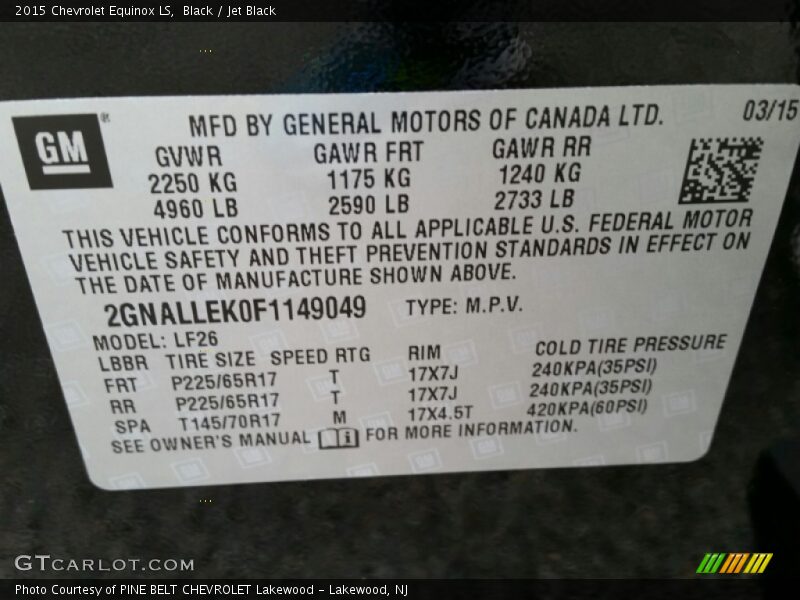 2015 Chevrolet Equinox LS,  Black / Jet Black
GM®
MFD BY GENERAL MOTORS OF CANADA LTD. 03/15
GVWR GAWR FRT GAWR RR
2250 KG 1175 KG 1240 KG
4960 LB 2590 LB 2733 LB
THIS VEHICLE CONFORMS TO ALL APPLICABLE U.S. FEDERAL MOTOR
VEHICLE SAFETY AND THEFT PREVENTION STANDARDS IN EFFECT ON
THE DATE OF MANUFACTURE SHOWN ABOVE.
2GNALLEK0F1149049 TYPE: M.P.V.
MODEL: LF26
LBBR TIRE SIZE SPEED RTG RIM COLD TIRE PRESSURE
FRT P225/65R17 T 17X7J 240KPA(35PSI)
RR P225/65R17 T 17X7J 240KPA(35PSI)
SPA T145/70R17 M 17X4.5T 420KPA(60PSI)
SEE OWNER'S MANUAL FOR MORE INFORMATION.
GTCARLOT.COM
Photo Courtesy of PINE BELT CHEVROLET Lakewood - Lakewood, NJ